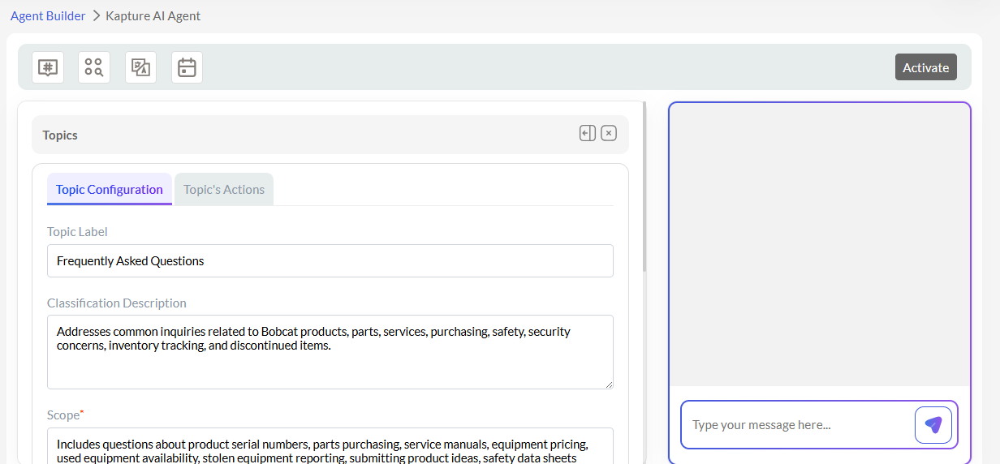 Agent Builder > Kapture AI Agent
Activate
Topics
Topic Configuration
Topic's Actions
Topic Label
Frequently Asked Questions
Classification Description
Addresses common inquiries related to Bobcat products, parts, services, purchasing, safety, security
concerns, inventory tracking, and discontinued items.
Scope*
Includes questions about product serial numbers, parts purchasing, service manuals, equipment pricing,
used equipment availability, stolen equipment reporting, submitting product ideas, safety data sheets
Type your message here...